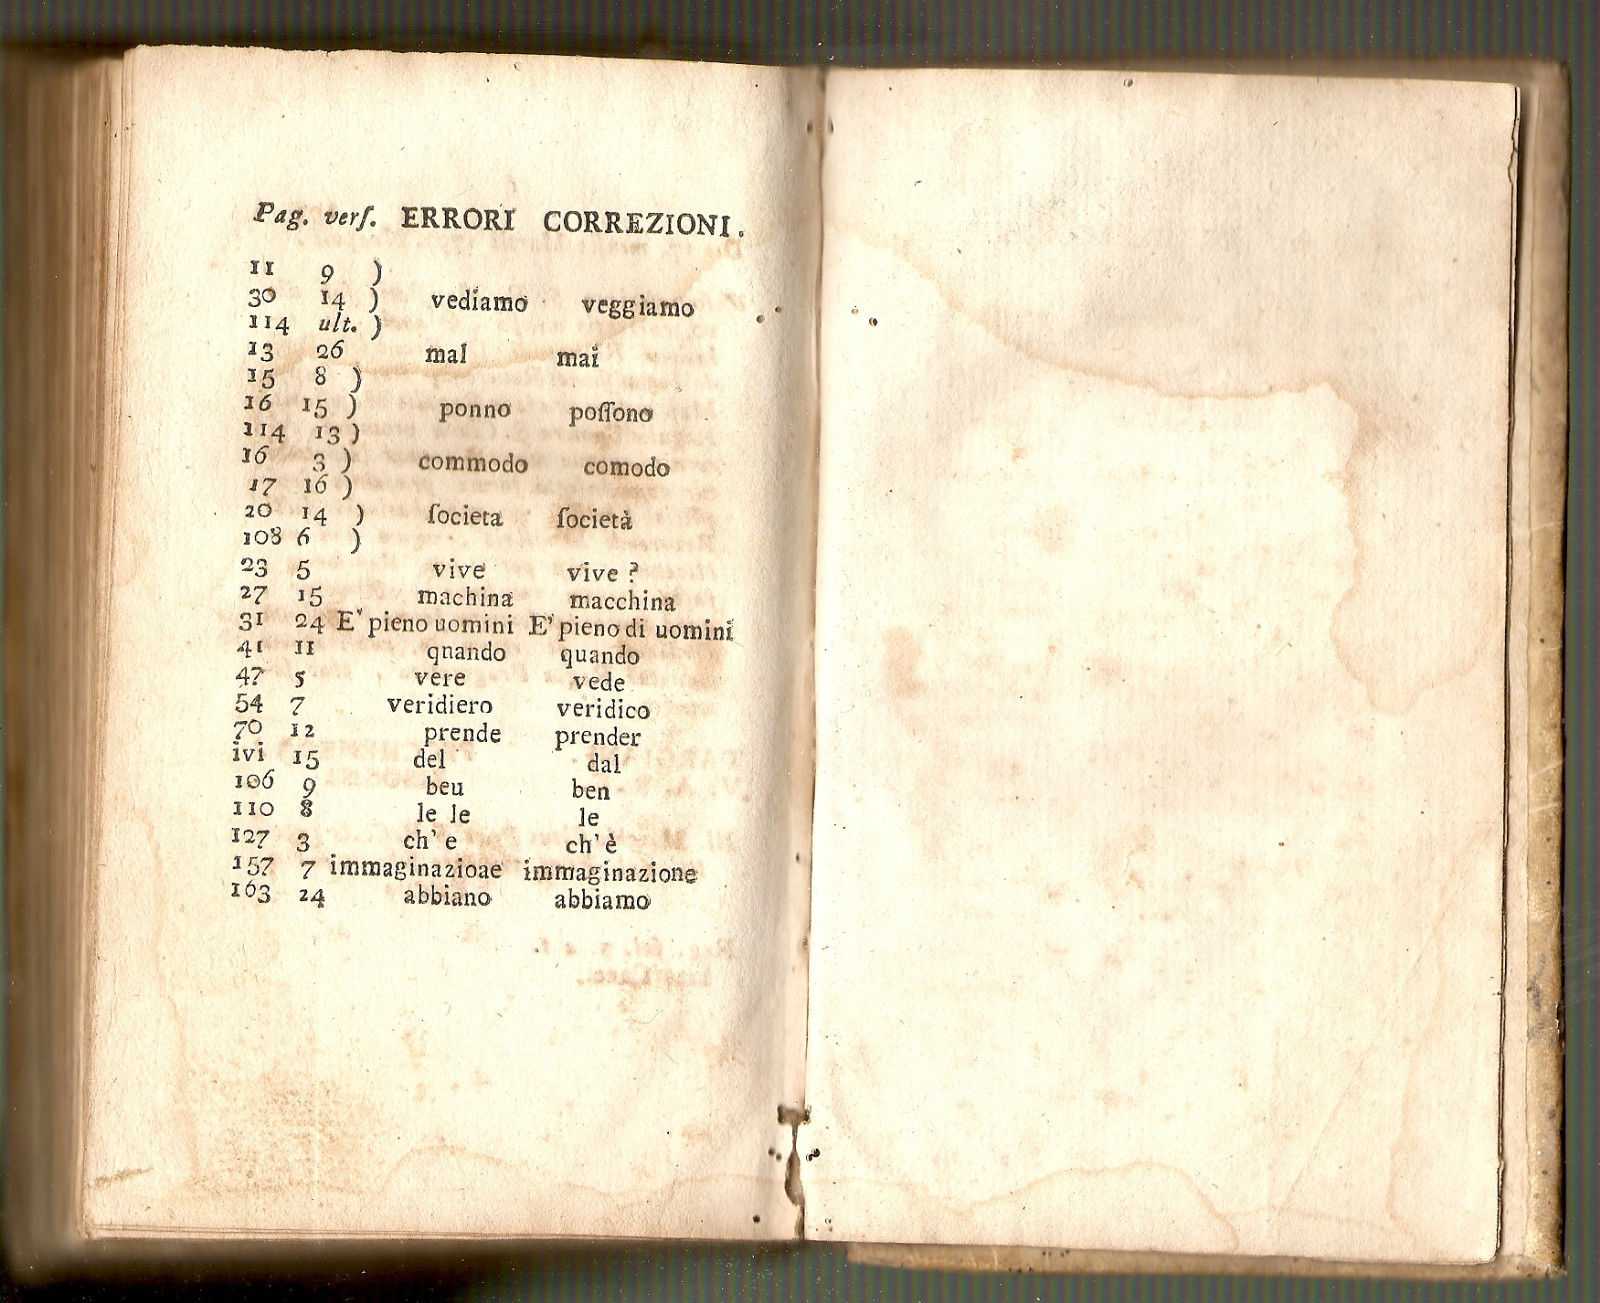 Pag. verſ. ERRORI CORREZIONI.
11 9 )
30 14 ) vediamo veggiamo
114 ult. )
13 26 mal mai
15 8 )
16 15 ) ponno poſſono
114 13 )
16 3 ) commodo comodo
17 16 )
20 14 ) ſocieta ſocietà
108 6 )
23 5 vive vive ?
27 15 machina macchina
31 24 E' pieno uomini E' pieno di uomini
41 11 qnando quando
47 5 vere vede
54 7 veridiero veridico
70 12 prende prender
ivi 15 del dal
106 9 beu ben
110 8 le le le
127 3 ch' e ch' è
157 7 immaginazioae immaginazione
163 24 abbiano abbiamo